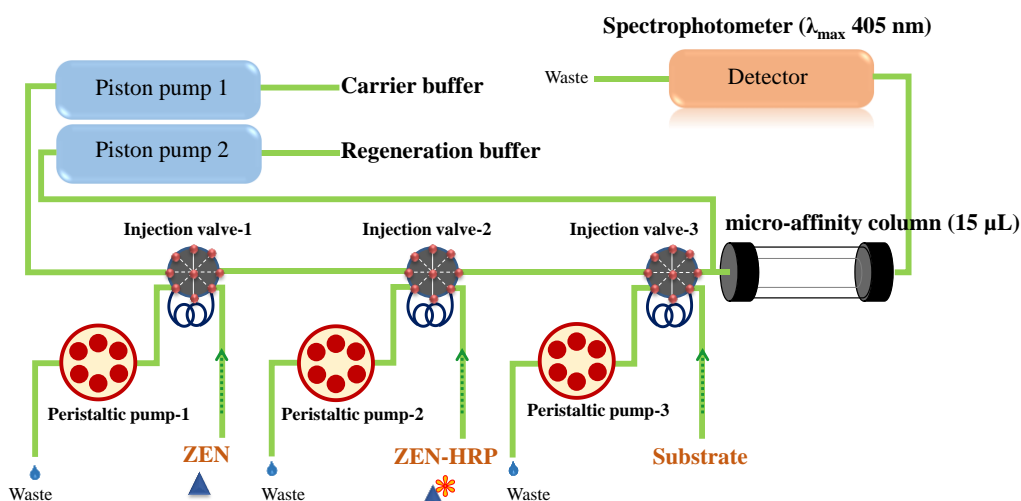 Spectrophotometer (λmax 405 nm)
Piston pump 1
Carrier buffer
Waste
Detector
Piston pump 2
Regeneration buffer
Injection valve-1
Injection valve-2
Injection valve-3
micro-affinity column (15 µL)
Peristaltic pump-1
Peristaltic pump-2
Peristaltic pump-3
ZEN
ZEN-HRP
Substrate
Waste
Waste
Waste